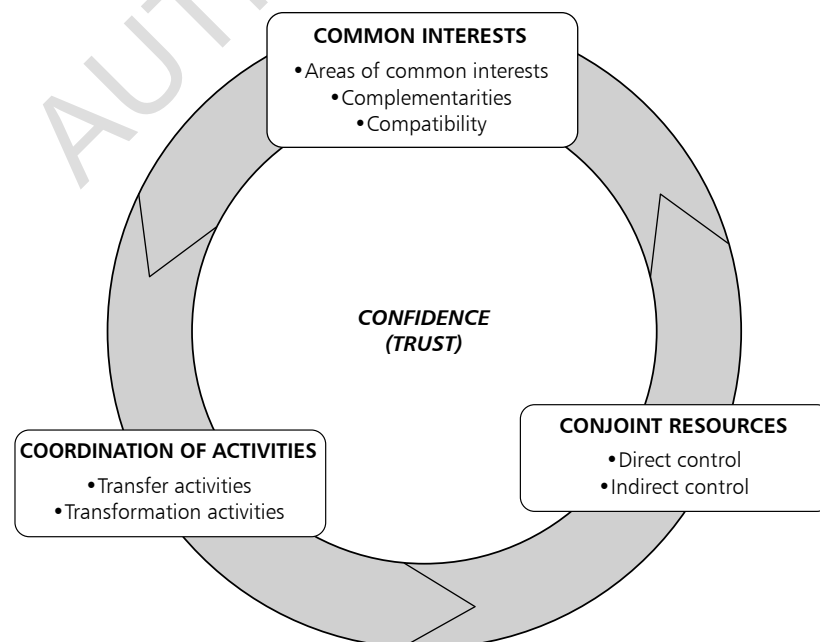 COMMON INTERESTS
•Areas of common interests
•Complementarities
•Compatibility
CONFIDENCE
(TRUST)
CONJOINT RESOURCES
•Direct control
•Indirect control
COORDINATION OF ACTIVITIES
•Transfer activities
•Transformation activities